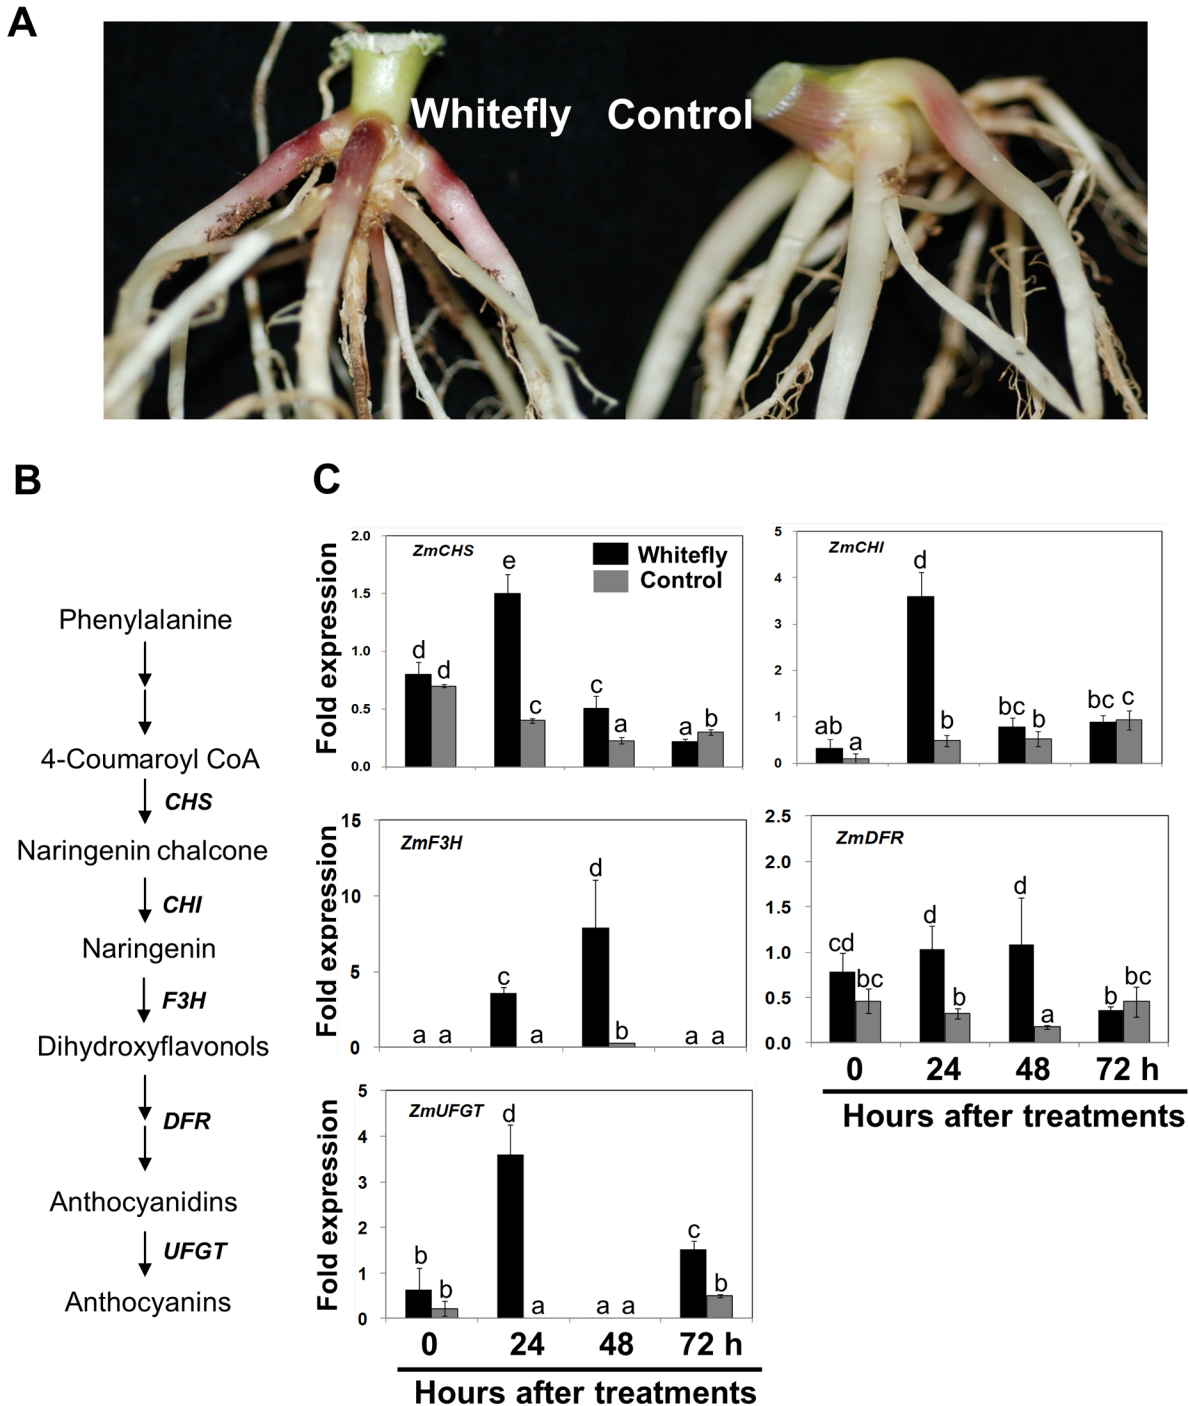 A
Whitefly Control
B
C
Phenylalanine
4-Coumaroyl CoA
CHS
Naringenin chalcone
CHI
Naringenin
F3H
Dihydroxyflavonols
DFR
Anthocyanidins
UFGT
Anthocyanins
Fold expression
2.0
1.5
1.0
0.5
0.0
ZmCHS
Whitefly
Control
d d e c c a a b
5
4
3
2
1
0
ZmCHI
ab a d b bc b bc c
Fold expression
15
10
5
0
ZmF3H
a a c a d b a a
2.5
2.0
1.5
1.0
0.5
0.0
ZmDFR
cd bc d b d a b bc
0 24 48 72 h
Hours after treatments
Fold expression
5
4
3
2
1
0
ZmUFGT
b b d a a a c b
0 24 48 72 h
Hours after treatments